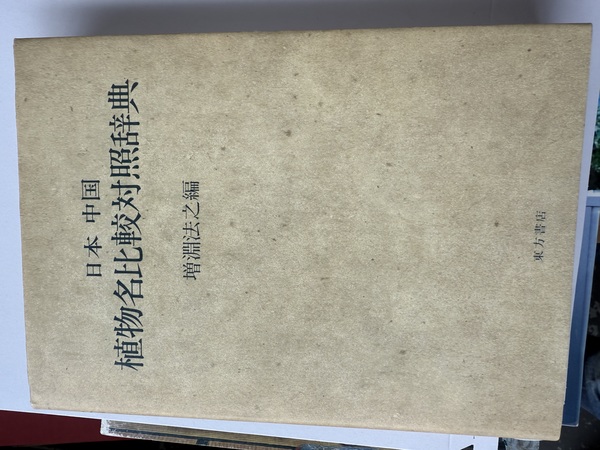 日本 中国
植物名比較対照辞典
増淵法之編
東方書店